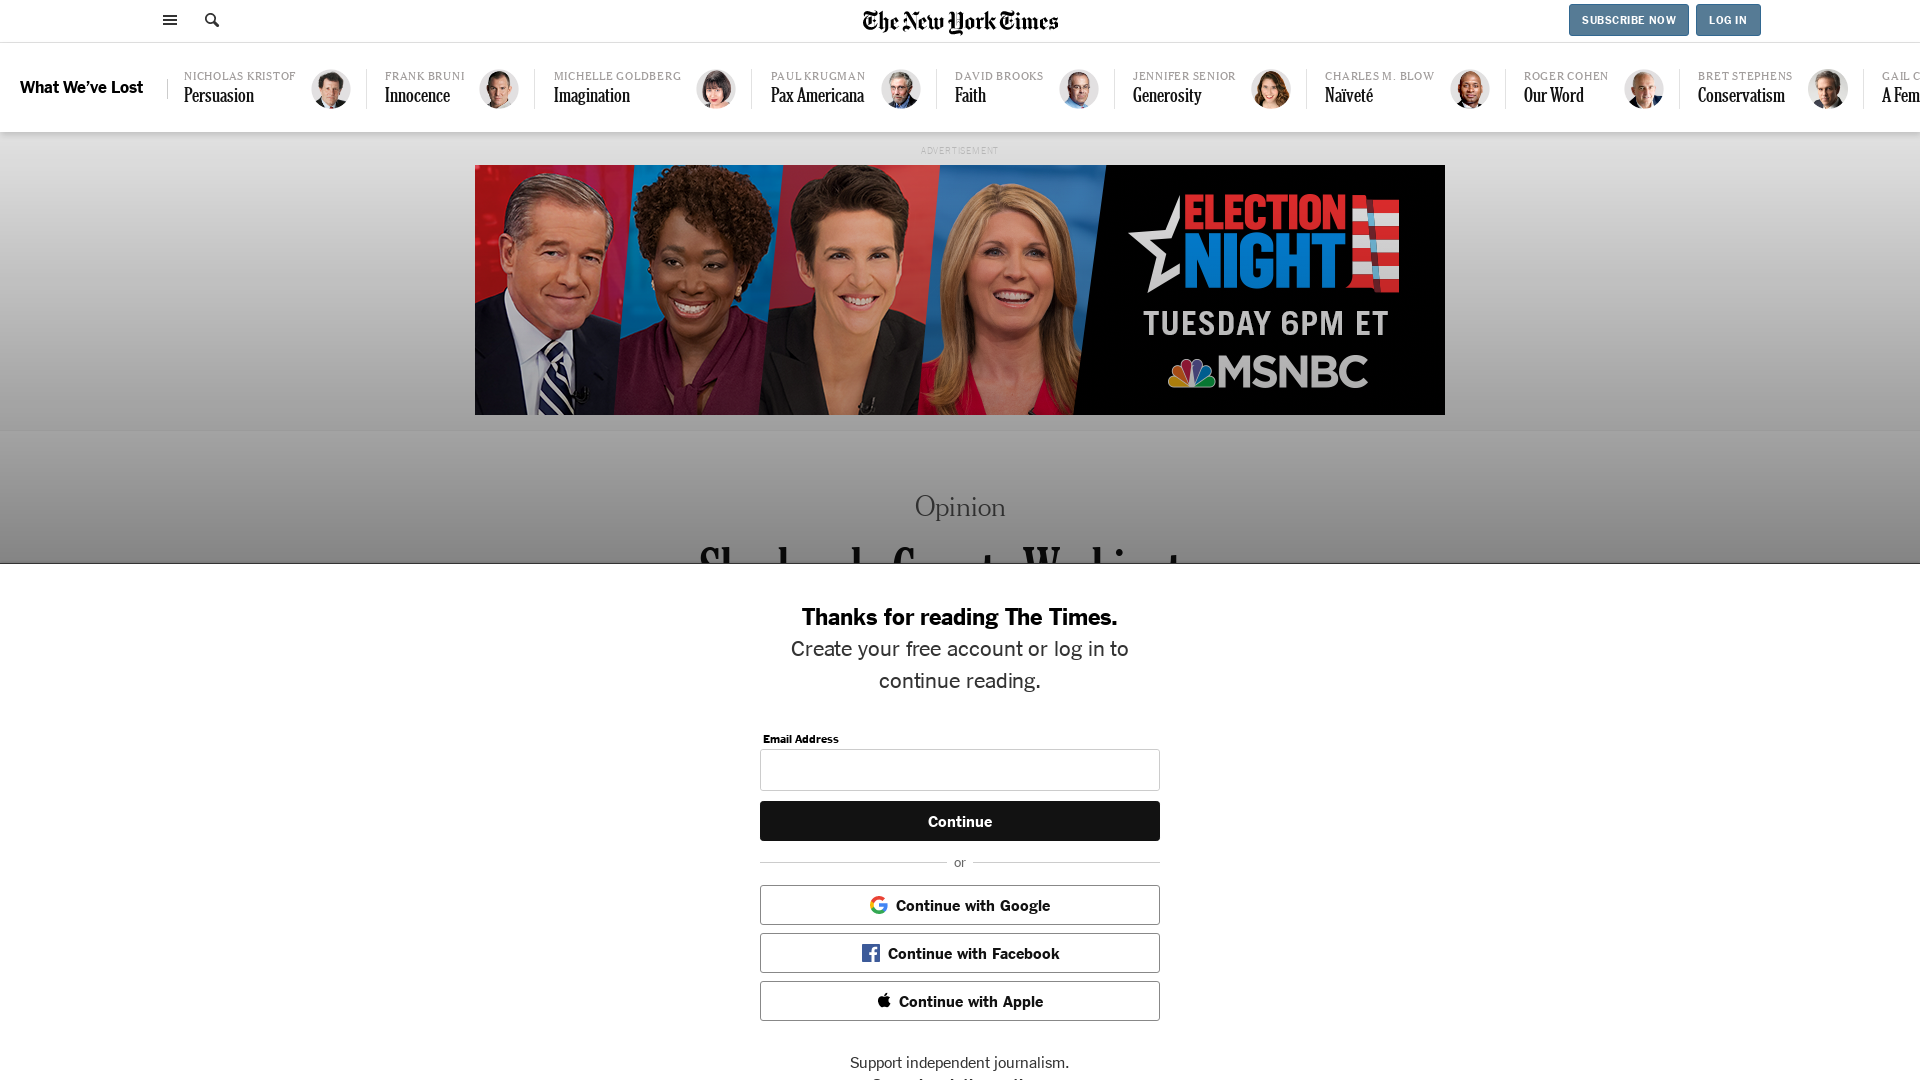 The New York Times
SUBSCRIBE NOW
LOG IN
What We've Lost
NICHOLAS KRISTOF
Persuasion
FRANK BRUNI
Innocence
MICHELLE GOLDBERG
Imagination
PAUL KRUGMAN
Pax Americana
DAVID BROOKS
Faith
JENNIFER SENIOR
Generosity
CHARLES M. BLOW
Naïveté
ROGER COHEN
Our Word
BRET STEPHENS
Conservatism
GAIL C
A Fem
ADVERTISEMENT
ELECTION
NIGHT
TUESDAY 6PM ET
MSNBC
Opinion
Thanks for reading The Times.
Create your free account or log in to
continue reading.
Email Address
Continue
or
Continue with Google
Continue with Facebook
Continue with Apple
Support independent journalism.